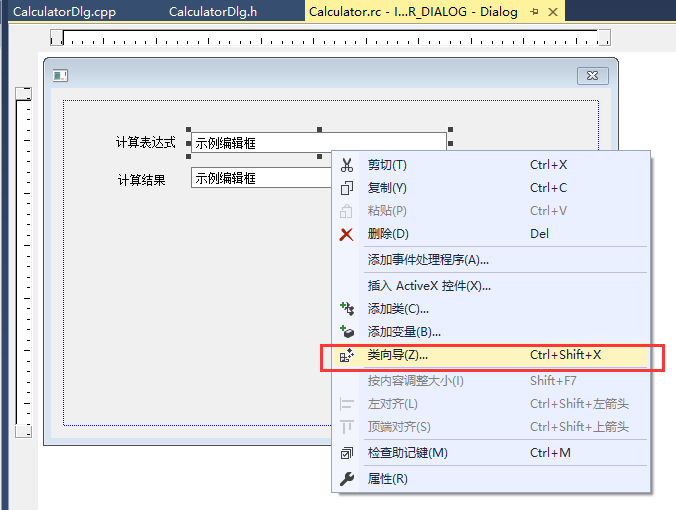 CalculatorDlg.cpp CalculatorDlg.h Calculator.rc - I...R_DIALOG - Dialog
计算表达式 示例编辑框
计算结果 示例编辑框
剪切(T) Ctrl+X
复制(Y) Ctrl+C
粘贴(P) Ctrl+V
删除(D) Del
添加事件处理程序(A)...
插入 ActiveX 控件(X)...
添加类(C)...
添加变量(B)...
类向导(Z)... Ctrl+Shift+X
按内容调整大小(I) Shift+F7
左对齐(L) Ctrl+Shift+左箭头
顶端对齐(S) Ctrl+Shift+上箭头
检查助记键(M) Ctrl+M
属性(R)